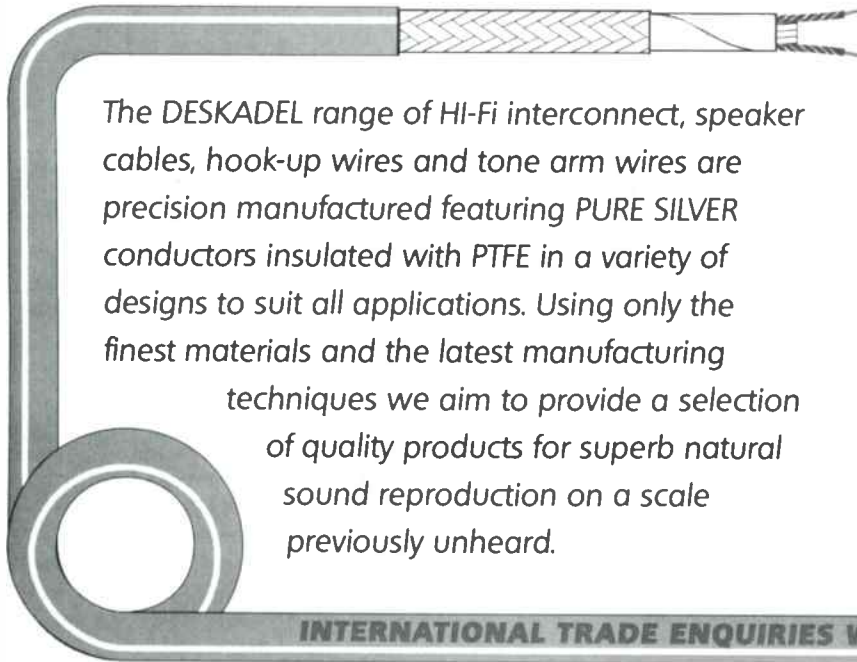 The DESKADEL range of HI-Fi interconnect, speaker
cables, hook-up wires and tone arm wires are
precision manufactured featuring PURE SILVER
conductors insulated with PTFE in a variety of
designs to suit all applications. Using only the
finest materials and the latest manufacturing
techniques we aim to provide a selection
of quality products for superb natural
sound reproduction on a scale
previously unheard.
INTERNATIONAL TRADE ENQUIRIES